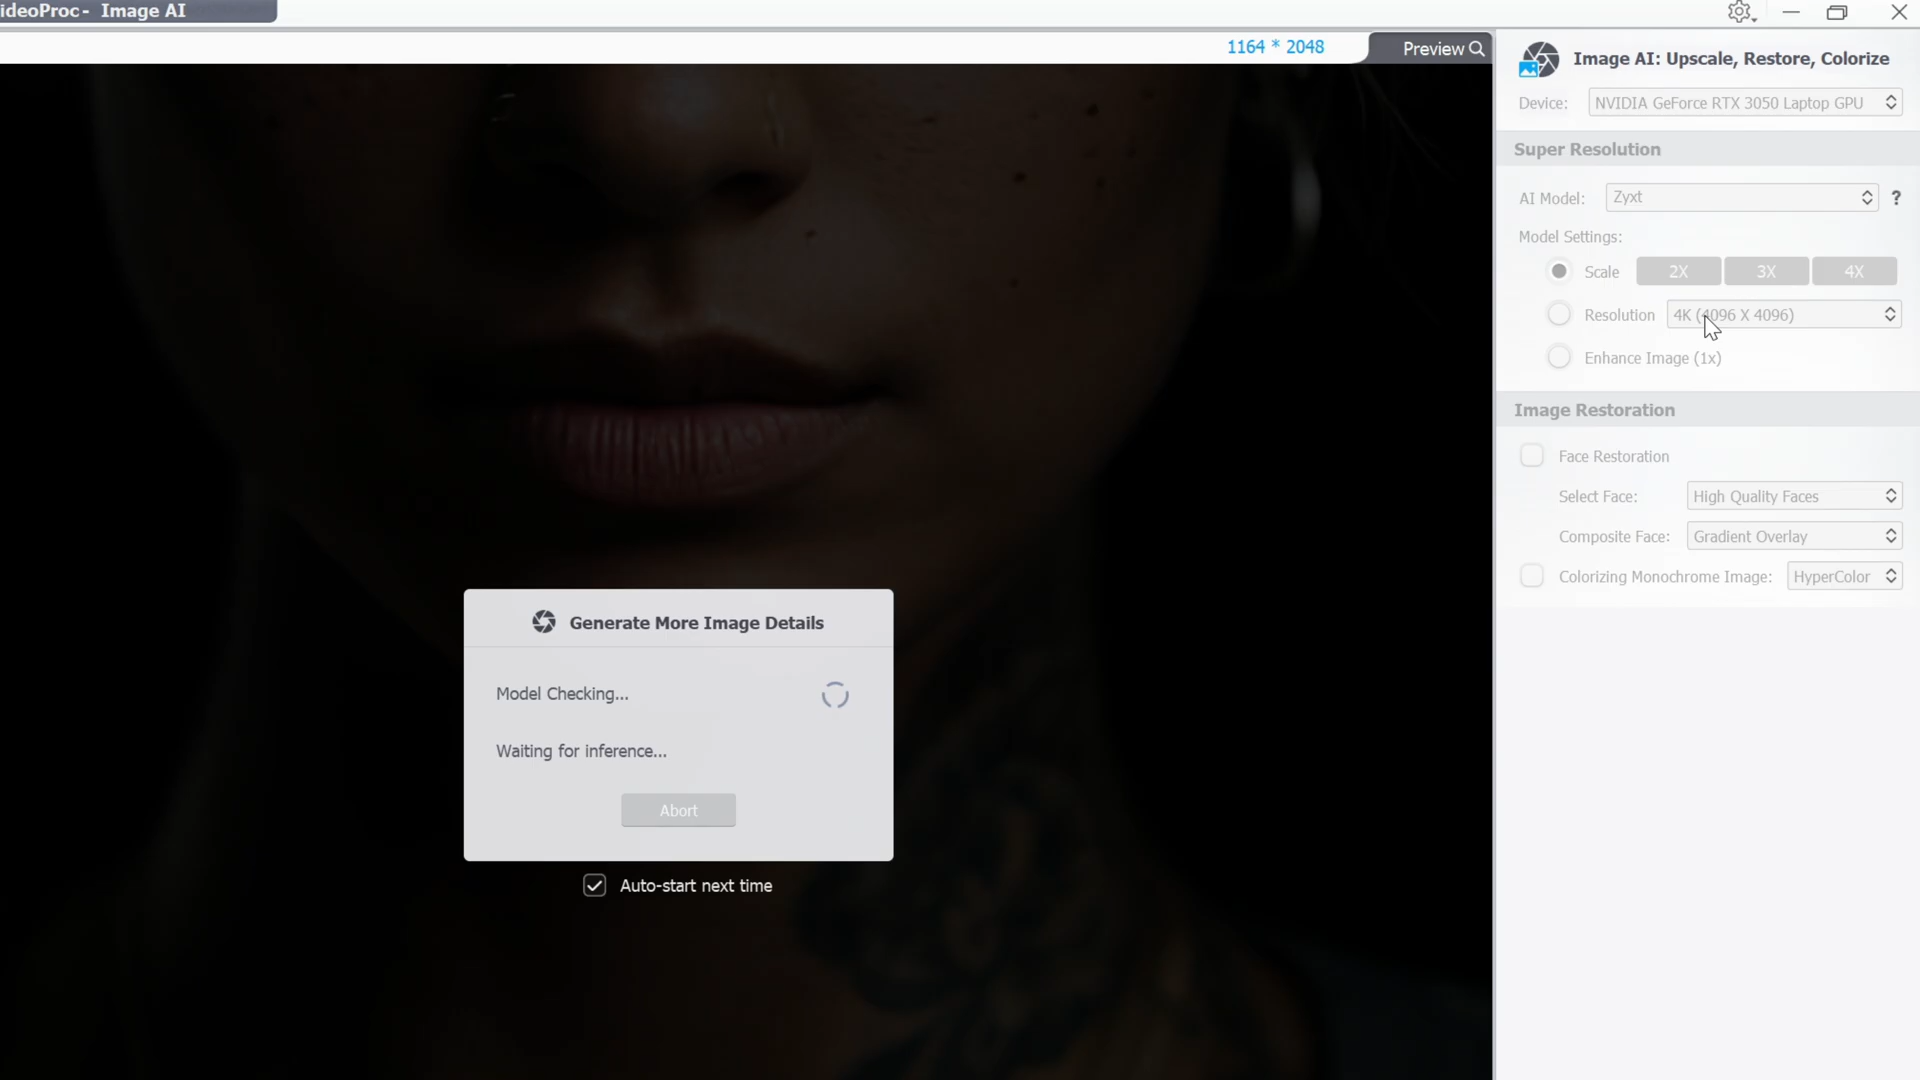 ideoProc - Image AI
1164 * 2048
Preview
Image AI: Upscale, Restore, Colorize
Device: NVIDIA GeForce RTX 3050 Laptop GPU
Super Resolution
AI Model: Zyxt ?
Model Settings:
Scale 2X 3X 4X
Resolution 4K (4096 X 4096)
Enhance Image (1x)
Image Restoration
Face Restoration
Select Face: High Quality Faces
Composite Face: Gradient Overlay
Colorizing Monochrome Image: HyperColor
Generate More Image Details
Model Checking...
Waiting for inference...
Abort
Auto-start next time